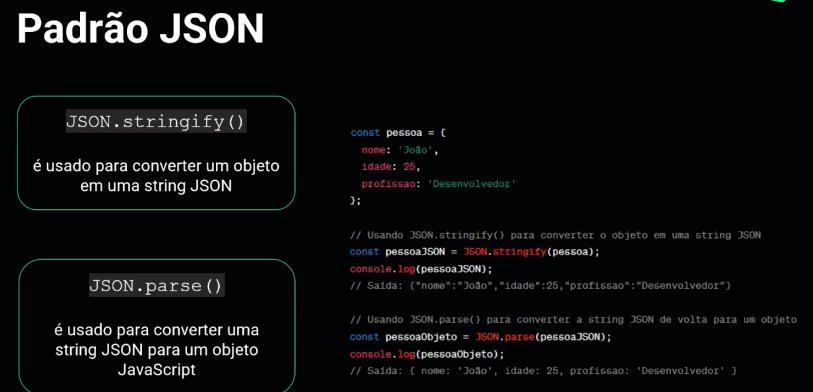 Padrão JSON
JSON.stringify()
é usado para converter um objeto
em uma string JSON
JSON.parse()
é usado para converter uma
string JSON para um objeto
JavaScript
const pessoa = {
  nome: 'João',
  idade: 25,
  profissao: 'Desenvolvedor'
};
// Usando JSON.stringify() para converter o objeto em uma string JSON
const pessoaJSON = JSON.stringify(pessoa);
console.log(pessoaJSON);
// Saída: {"nome":"João","idade":25,"profissao":"Desenvolvedor"}
// Usando JSON.parse() para converter a string JSON de volta para um objeto
const pessoaObjeto = JSON.parse(pessoaJSON);
console.log(pessoaObjeto);
// Saída: { nome: 'João', idade: 25, profissao: 'Desenvolvedor' }